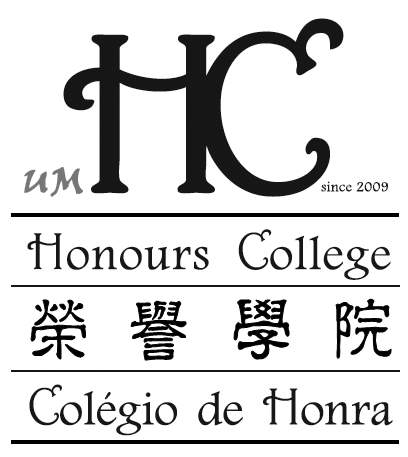 HC
UM since 2009
Honours College
榮譽學院
Colégio de Honra